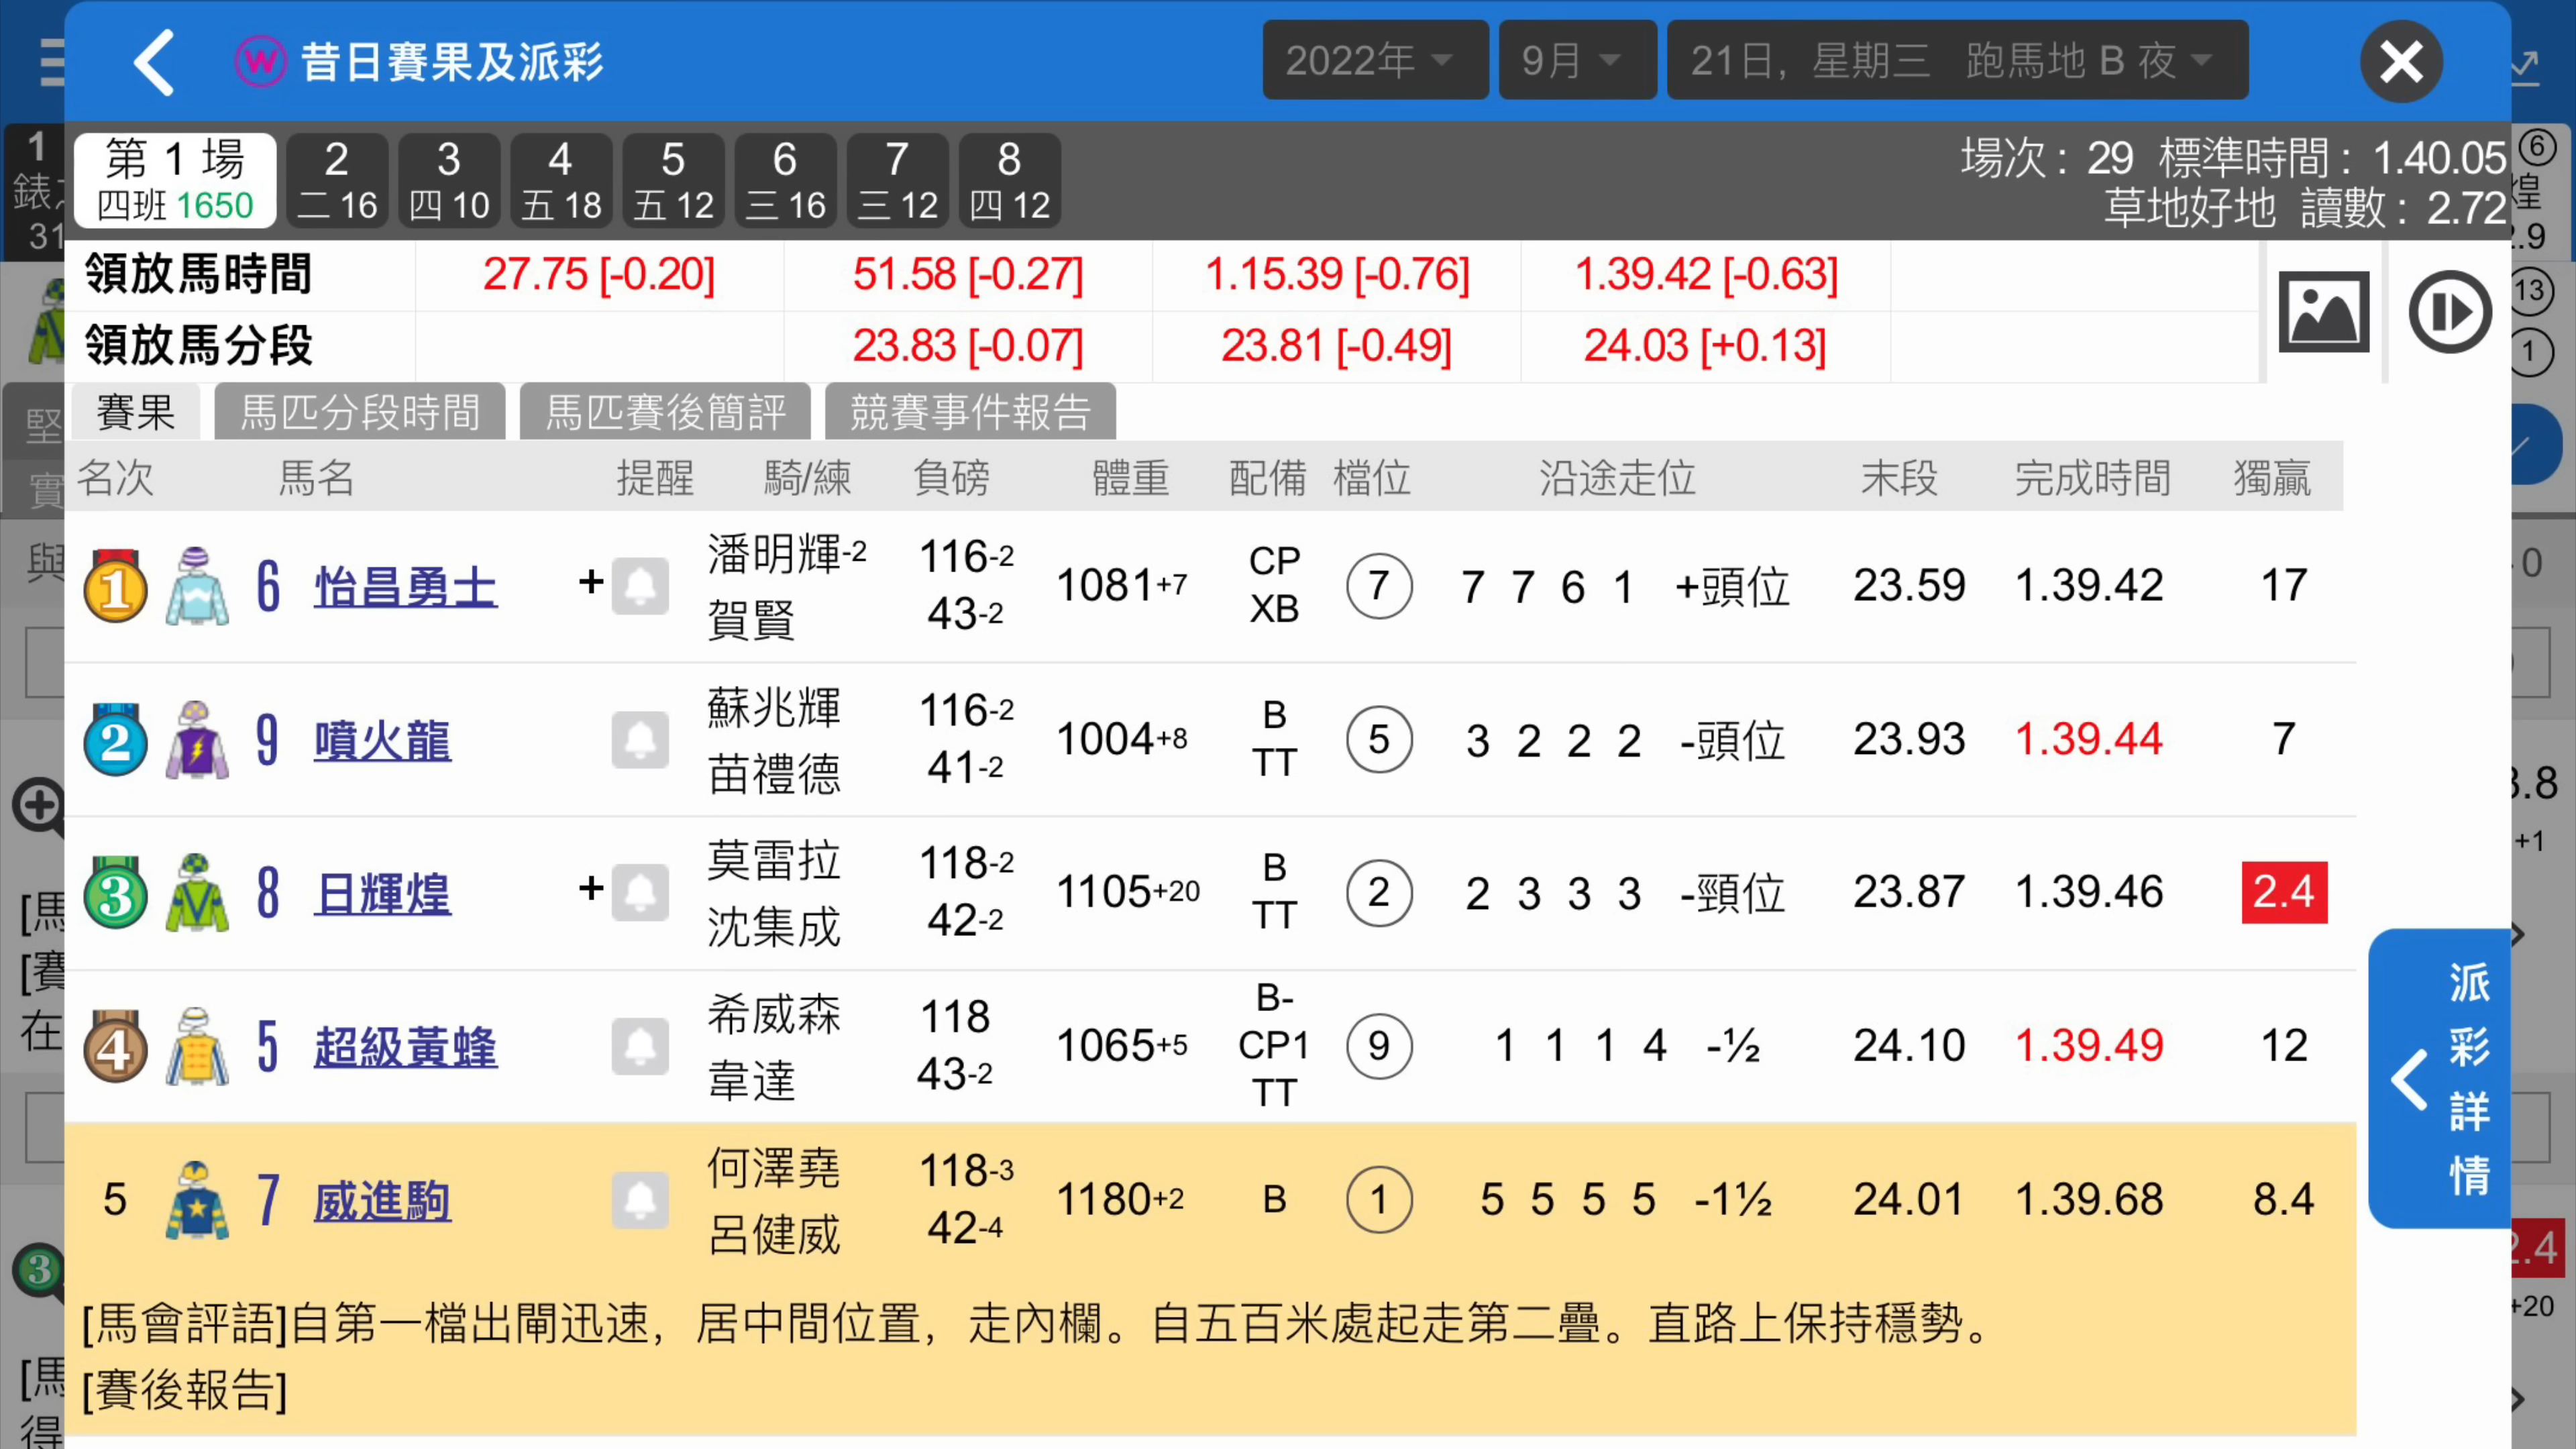 昔日賽果及派彩 2022年 9月 21日, 星期三 跑馬地 B 夜
第 1 場 2 3 4 5 6 7 8
四班 1650 二 16 四 10 五 18 五 12 三 16 三 12 四 12
場次 : 29 標準時間 : 1.40.05
草地好地 讀數 : 2.72
領放馬時間 27.75 [-0.20] 51.58 [-0.27] 1.15.39 [-0.76] 1.39.42 [-0.63]
領放馬分段 23.83 [-0.07] 23.81 [-0.49] 24.03 [+0.13]
賽果 馬匹分段時間 馬匹賽後簡評 競賽事件報告
名次 馬名 提醒 騎/練 負磅 體重 配備 檔位 沿途走位 末段 完成時間 獨贏
1 6 怡昌勇士 + 潘明輝-2 116-2 1081+7 CP 7 7 7 6 1 +頭位 23.59 1.39.42 17
賀賢 43-2 XB
2 9 噴火龍 蘇兆輝 116-2 1004+8 B 5 3 2 2 2 -頭位 23.93 1.39.44 7
苗禮德 41-2 TT
3 8 日輝煌 + 莫雷拉 118-2 1105+20 B 2 2 3 3 3 -頸位 23.87 1.39.46 2.4
沈集成 42-2 TT
4 5 超級黃蜂 希威森 118 1065+5 B- 9 1 1 1 4 -½ 24.10 1.39.49 12
韋達 43-2 CP1
TT
5 7 威進駒 何澤堯 118-3 1180+2 B 1 5 5 5 5 -1½ 24.01 1.39.68 8.4
呂健威 42-4
[馬會評語]自第一檔出閘迅速，居中間位置，走內欄。自五百米處起走第二疊。直路上保持穩勢。
[賽後報告]
派彩詳情